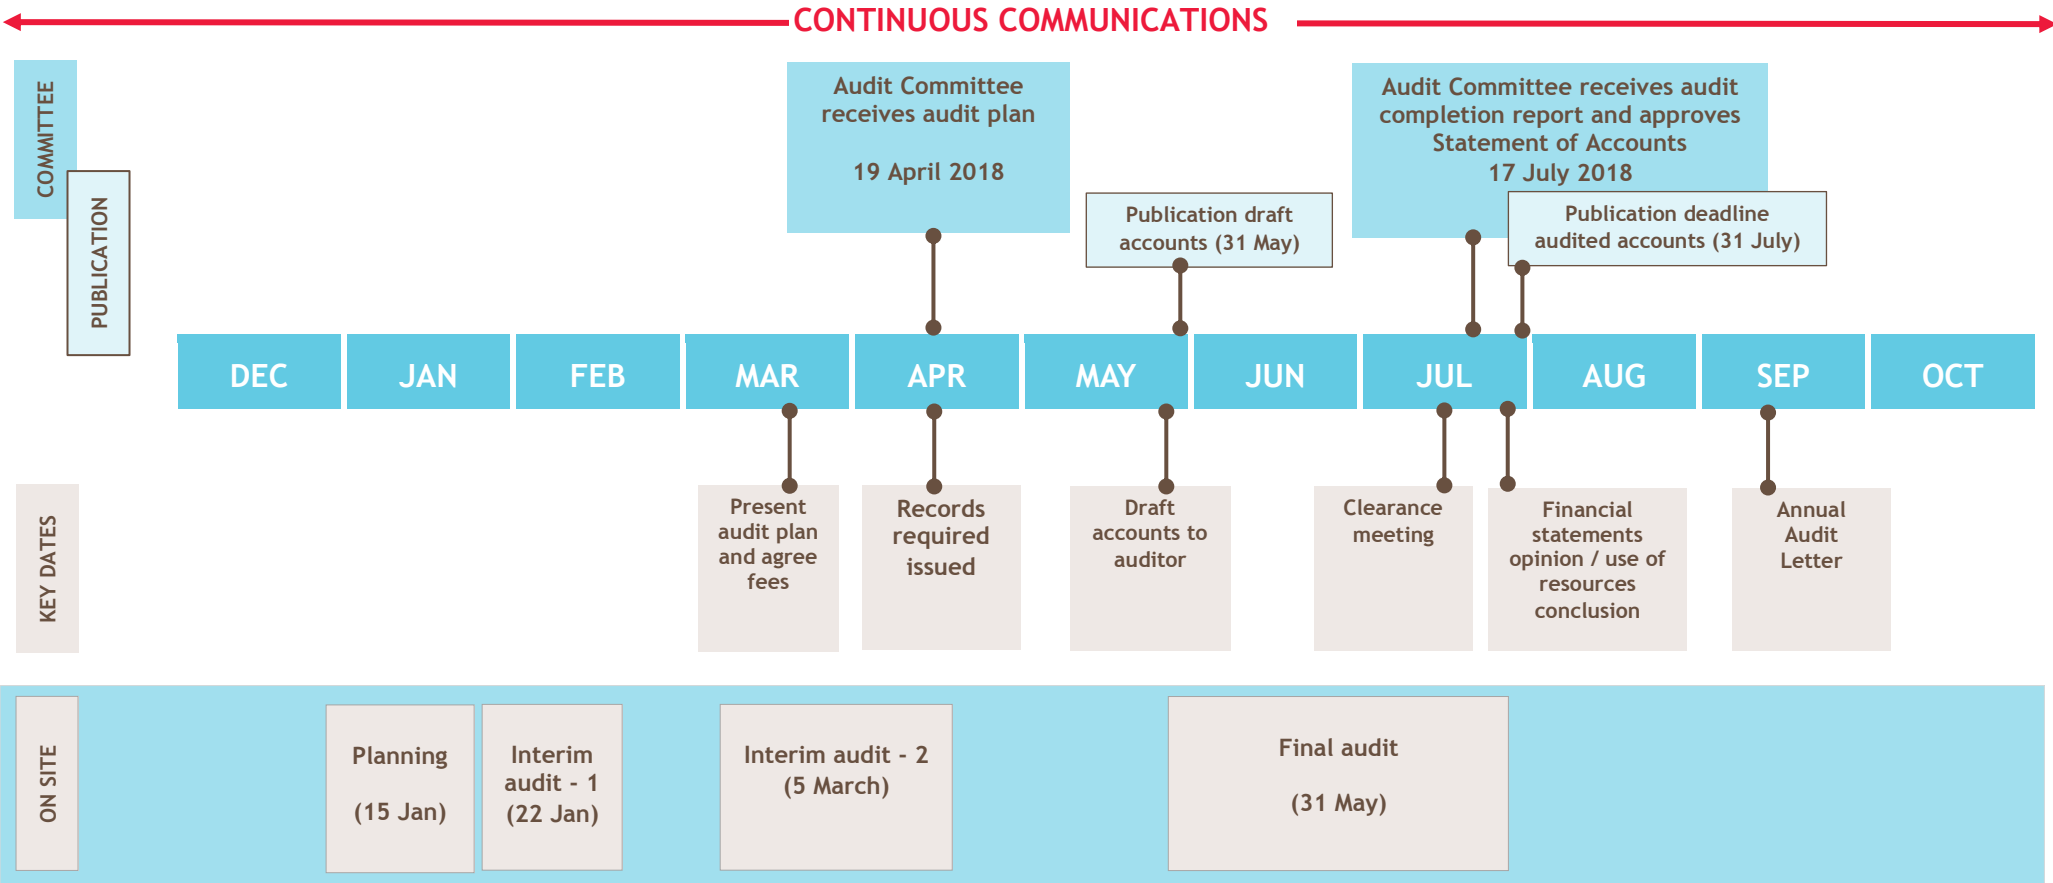 CONTINUOUS COMMUNICATIONS
COMMITTEE
PUBLICATION
Audit Committee
receives audit plan
19 April 2018
Audit Committee receives audit
completion report and approves
Statement of Accounts
17 July 2018
Publication draft
accounts (31 May)
Publication deadline
audited accounts (31 July)
DEC
JAN
FEB
MAR
APR
MAY
JUN
JUL
AUG
SEP
OCT
KEY DATES
Present
audit plan
and agree
fees
Records
required
issued
Draft
accounts to
auditor
Clearance
meeting
Financial
statements
opinion / use of
resources
conclusion
Annual
Audit
Letter
ON SITE
Planning
(15 Jan)
Interim
audit - 1
(22 Jan)
Interim audit - 2
(5 March)
Final audit
(31 May)